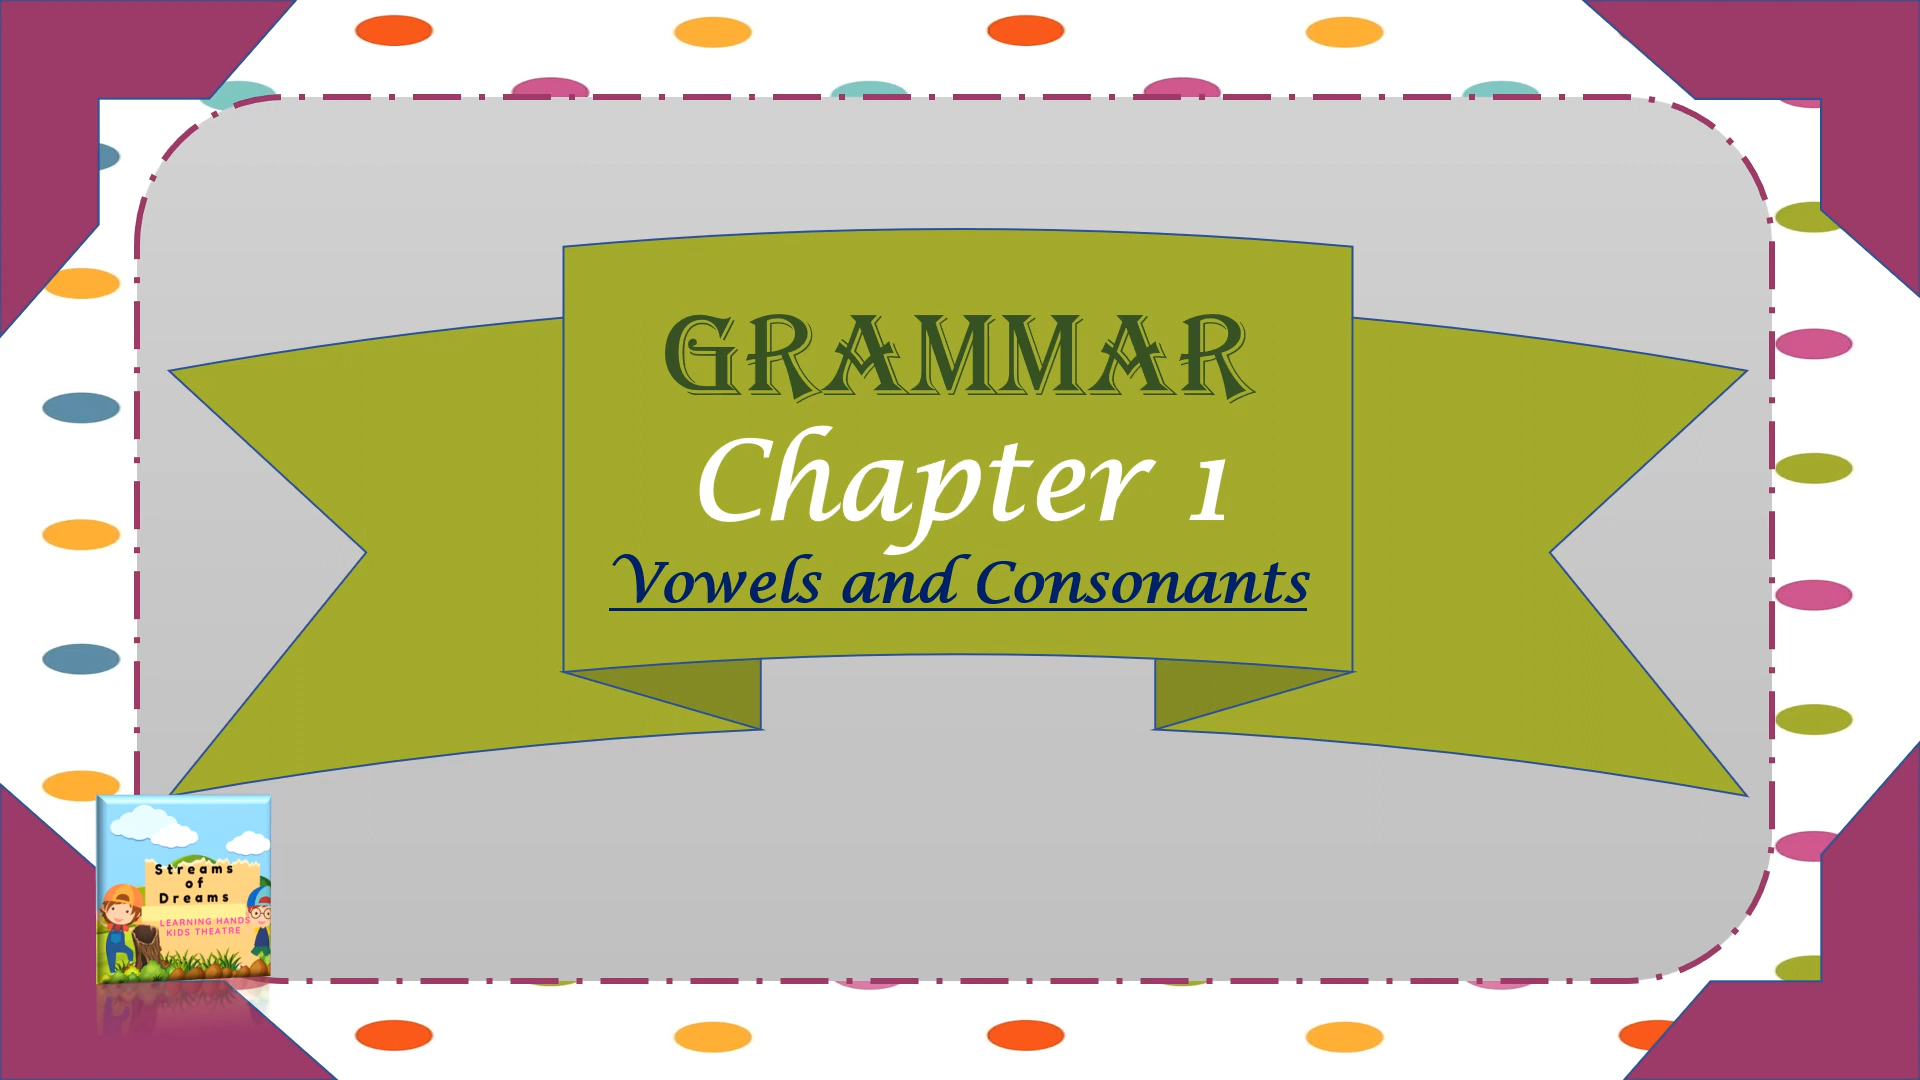 GRAMMAR
Chapter 1
Vowels and Consonants
Streams
of
Dreams
LEARNING HANDS
KIDS THEATRE